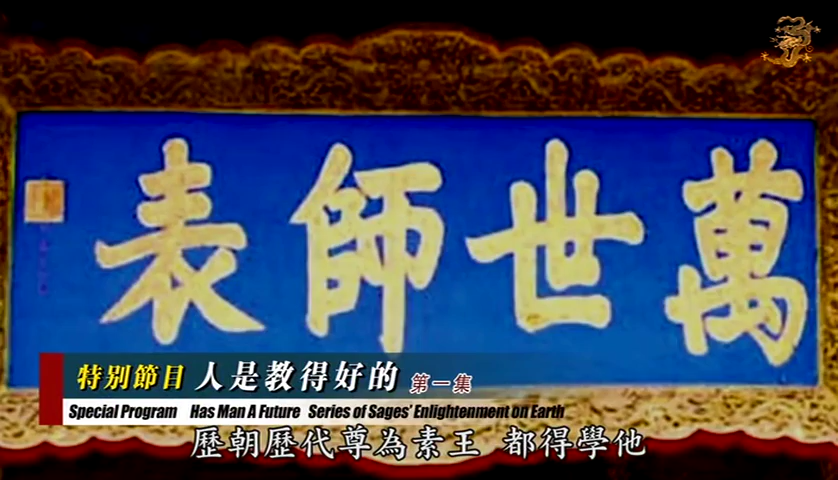 萬世師表
特别節目 人是教得好的 第一集
Special Program Has Man A Future Series of Sages' Enlightenment on Earth
歷朝歷代尊為素王 都得學他